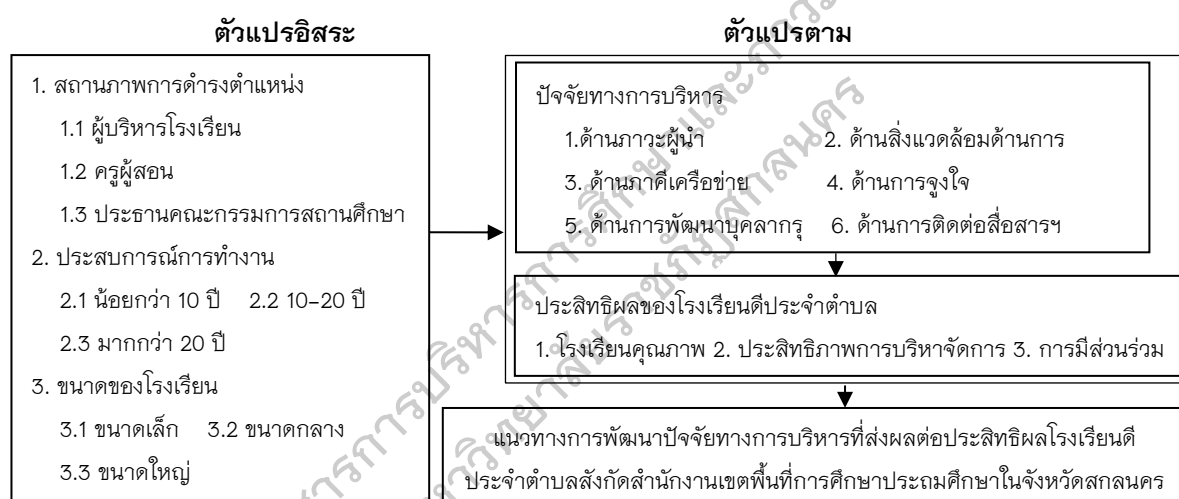 ตัวแปรอิสระ
1. สถานภาพการดำรงตำแหน่ง
1.1 ผู้บริหารโรงเรียน
1.2 ครูผู้สอน
1.3 ประธานคณะกรรมการสถานศึกษา
2. ประสบการณ์การทำงาน
2.1 น้อยกว่า 10 ปี 2.2 10–20 ปี
2.3 มากกว่า 20 ปี
3. ขนาดของโรงเรียน
3.1 ขนาดเล็ก 3.2 ขนาดกลาง
3.3 ขนาดใหญ่
ตัวแปรตาม
ปัจจัยทางการบริหาร
1.ด้านภาวะผู้นำ 2. ด้านสิ่งแวดล้อมด้านการ
3. ด้านภาคีเครือข่าย 4. ด้านการจูงใจ
5. ด้านการพัฒนาบุคลากรุ 6. ด้านการติดต่อสื่อสารฯ
ประสิทธิผลของโรงเรียนดีประจำตำบล
1. โรงเรียนคุณภาพ 2. ประสิทธิภาพการบริหาจัดการ 3. การมีส่วนร่วม
แนวทางการพัฒนาปัจจัยทางการบริหารที่ส่งผลต่อประสิทธิผลโรงเรียนดี
ประจำตำบลสังกัดสำนักงานเขตพื้นที่การศึกษาประถมศึกษาในจังหวัดสกลนคร